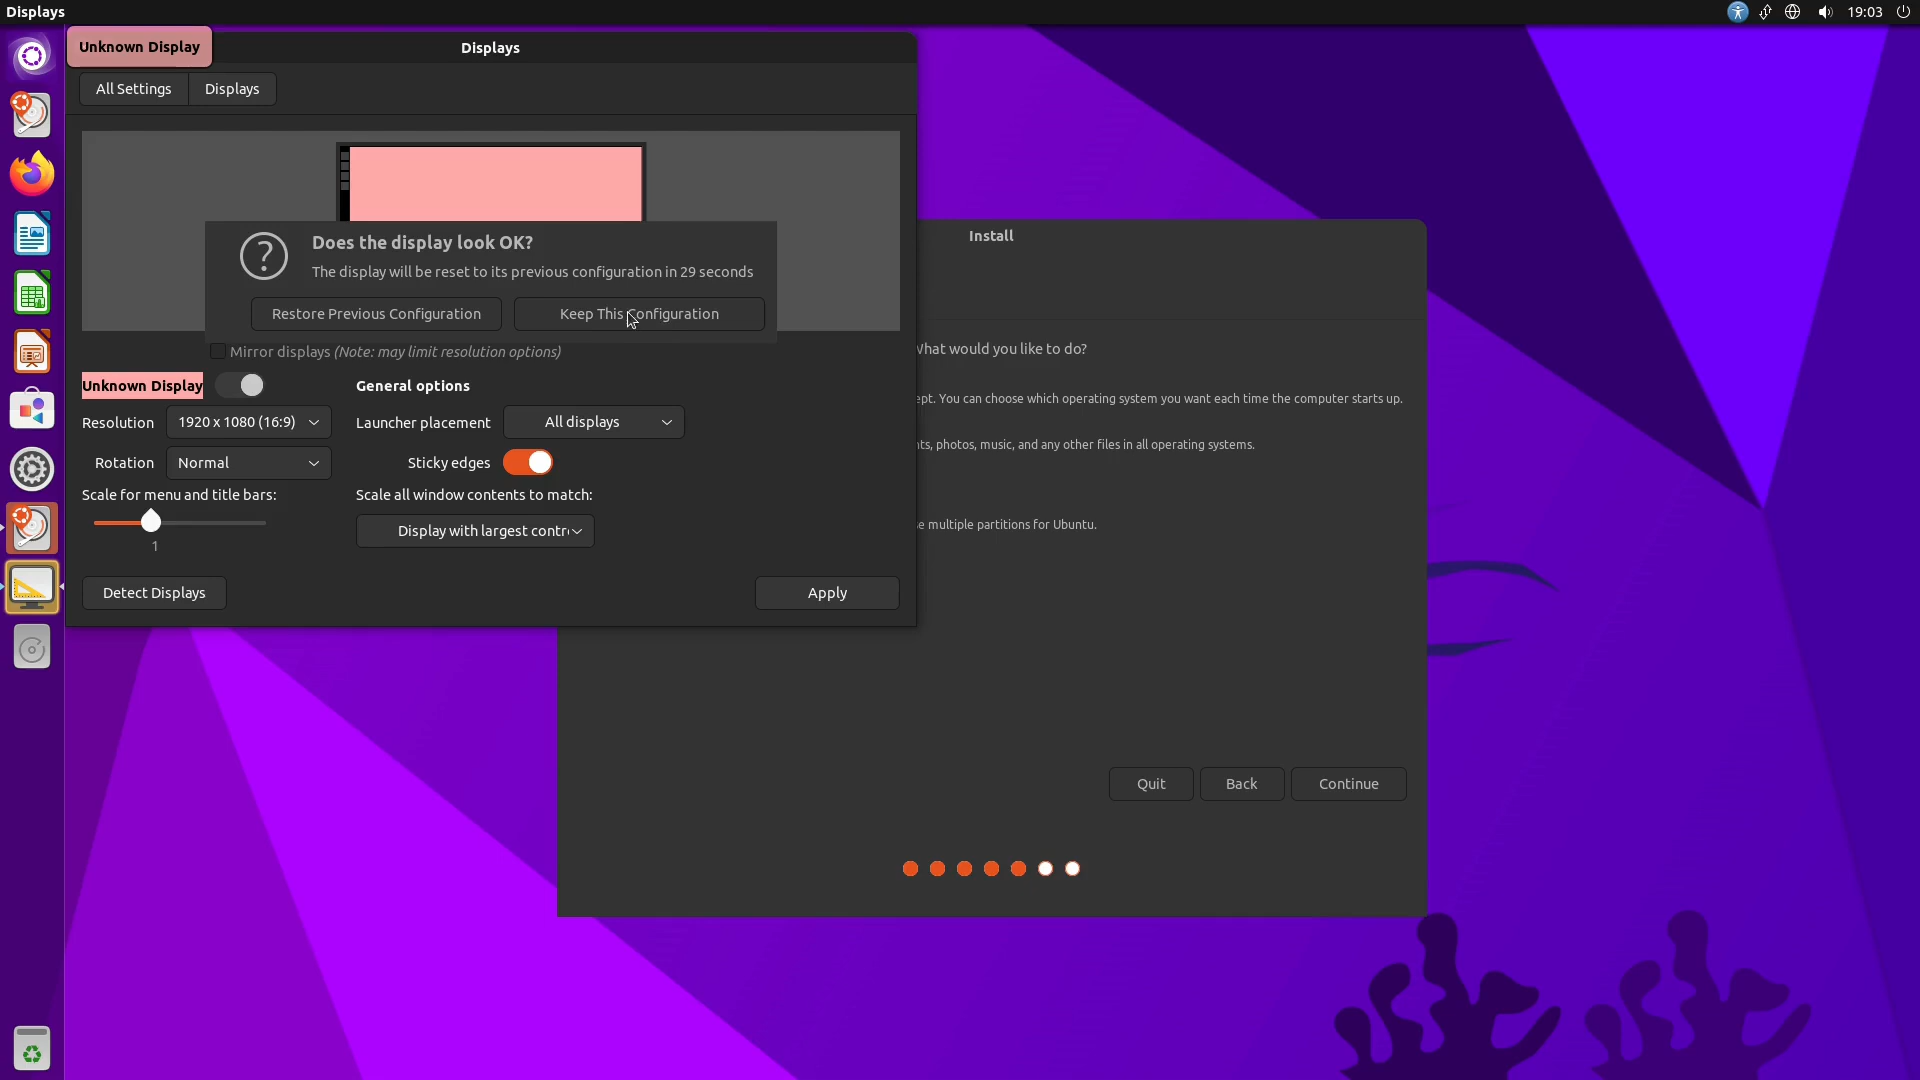 Displays
19:03
Unknown Display
Displays
All Settings
Displays
Does the display look OK?
The display will be reset to its previous configuration in 29 seconds
Restore Previous Configuration
Keep This Configuration
Mirror displays (Note: may limit resolution options)
Unknown Display
General options
Resolution
1920 x 1080 (16:9)
Launcher placement
All displays
Rotation
Normal
Sticky edges
Scale for menu and title bars:
Scale all window contents to match:
1
Display with largest contr
Detect Displays
Apply
Install
What would you like to do?
ept. You can choose which operating system you want each time the computer starts up.
nts, photos, music, and any other files in all operating systems.
e multiple partitions for Ubuntu.
Quit
Back
Continue